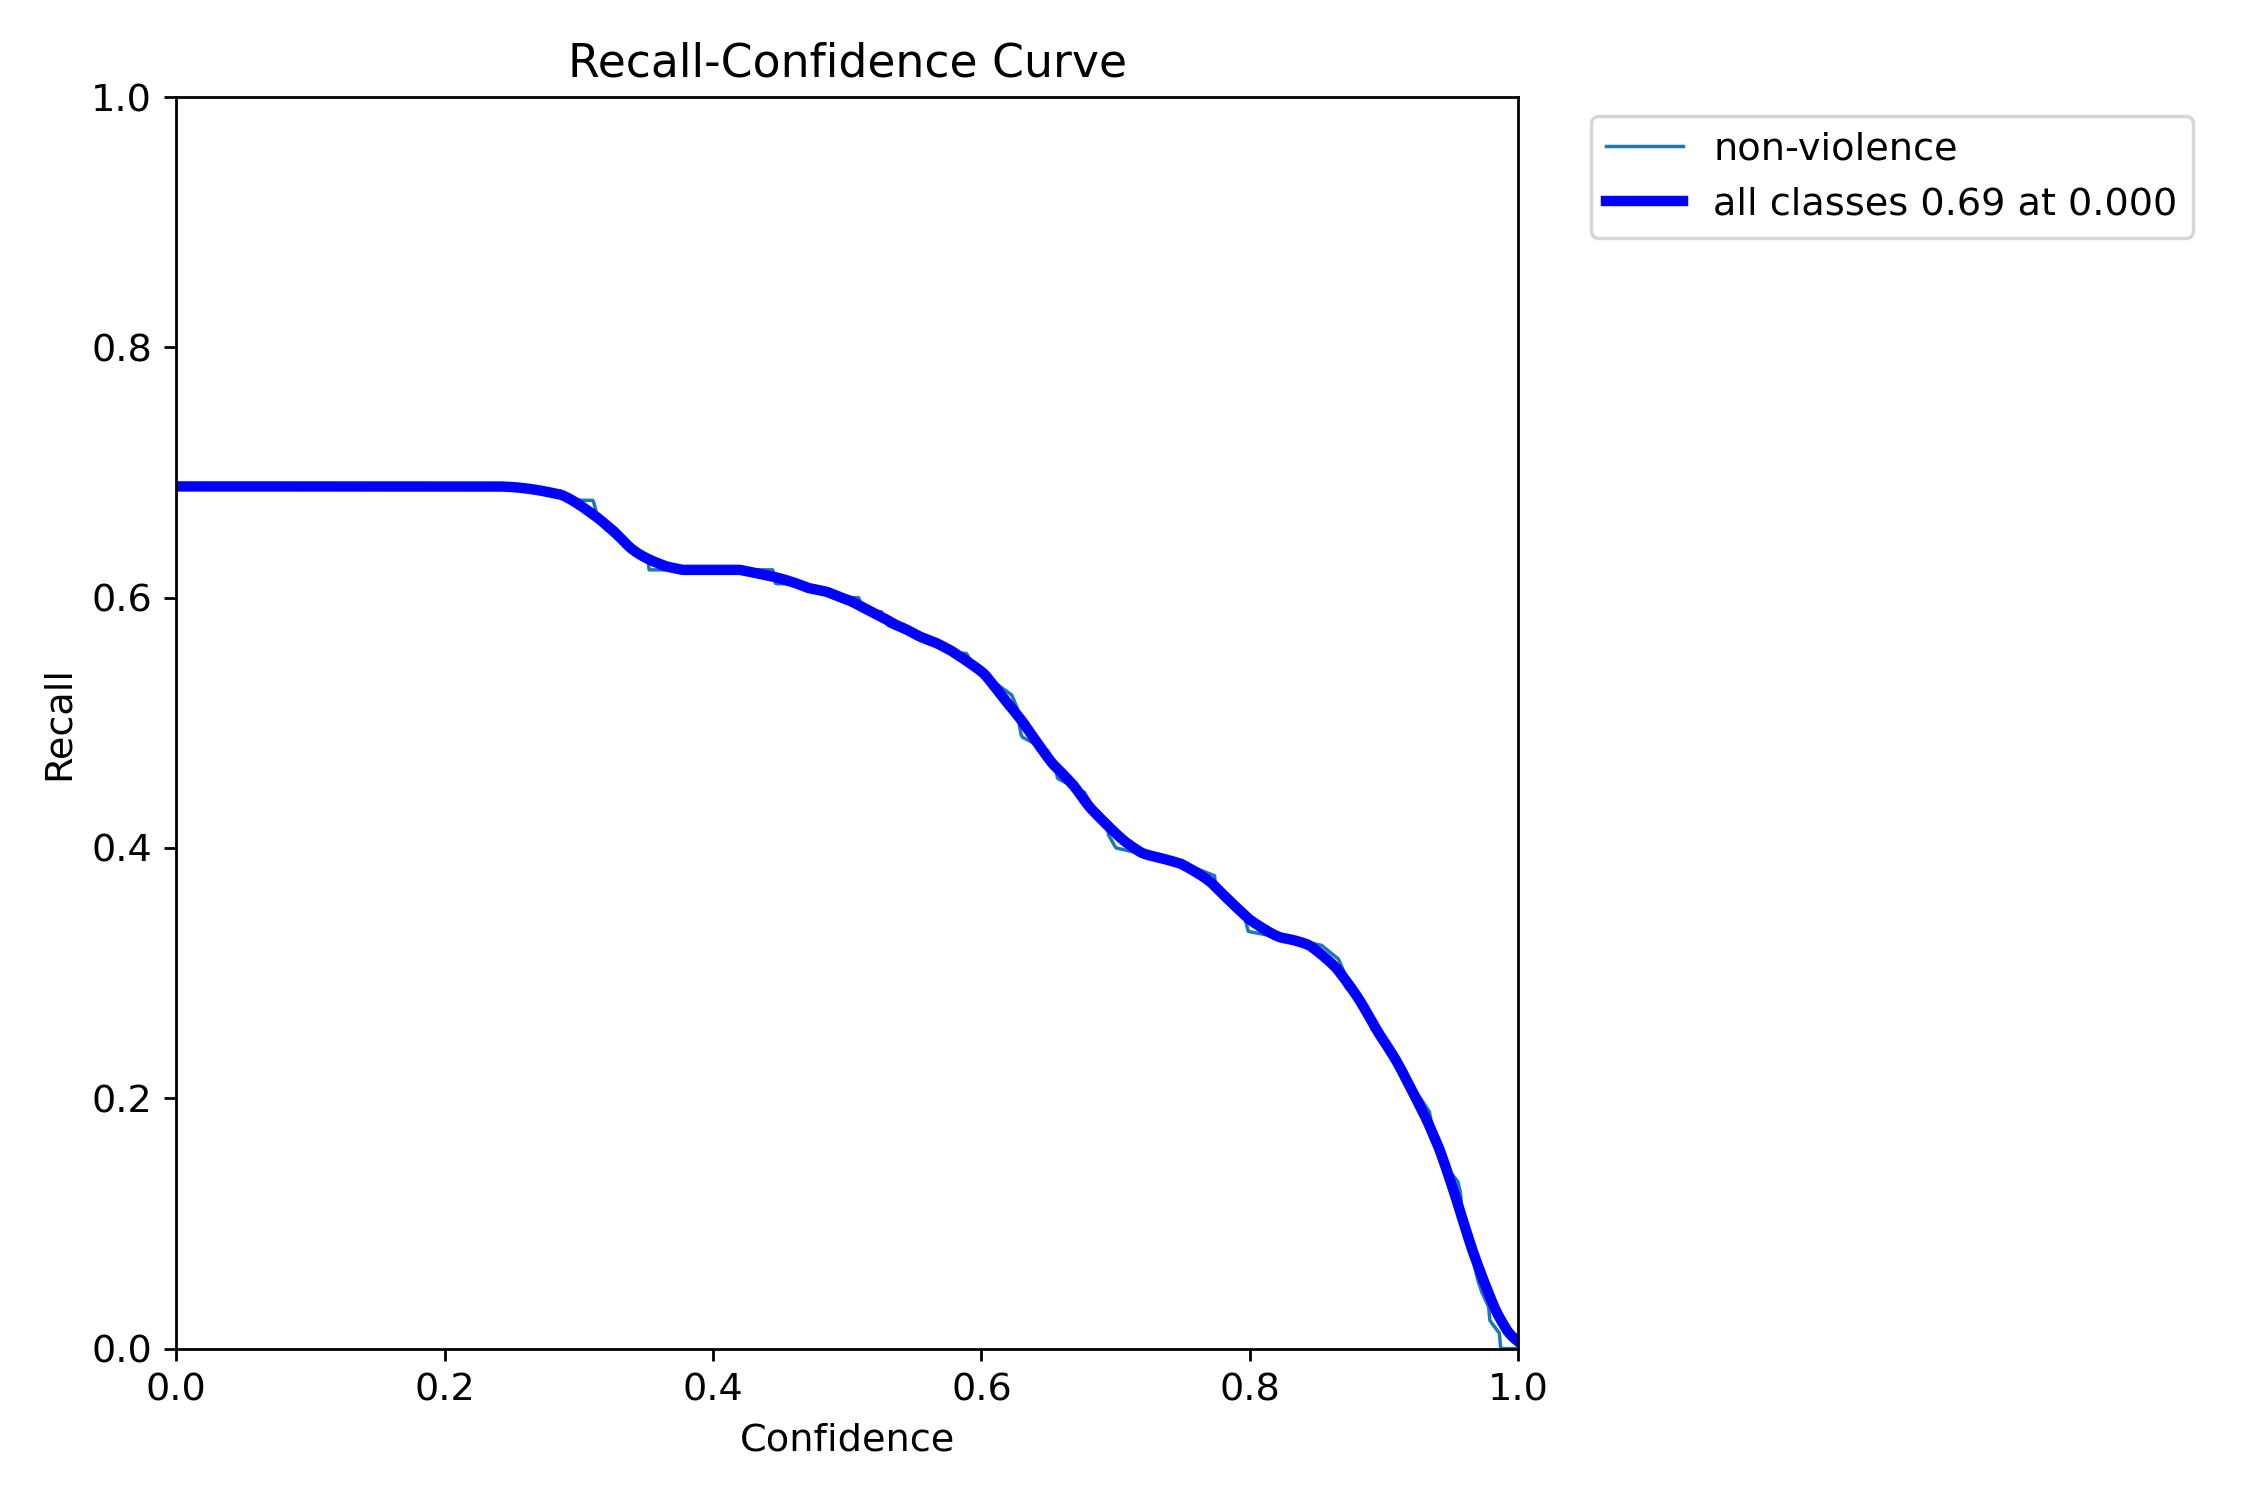 Recall-Confidence Curve
1.0
0.8
0.6
0.4
0.2
0.0
Recall
0.0 0.2 0.4 0.6 0.8 1.0
Confidence
non-violence
all classes 0.69 at 0.000